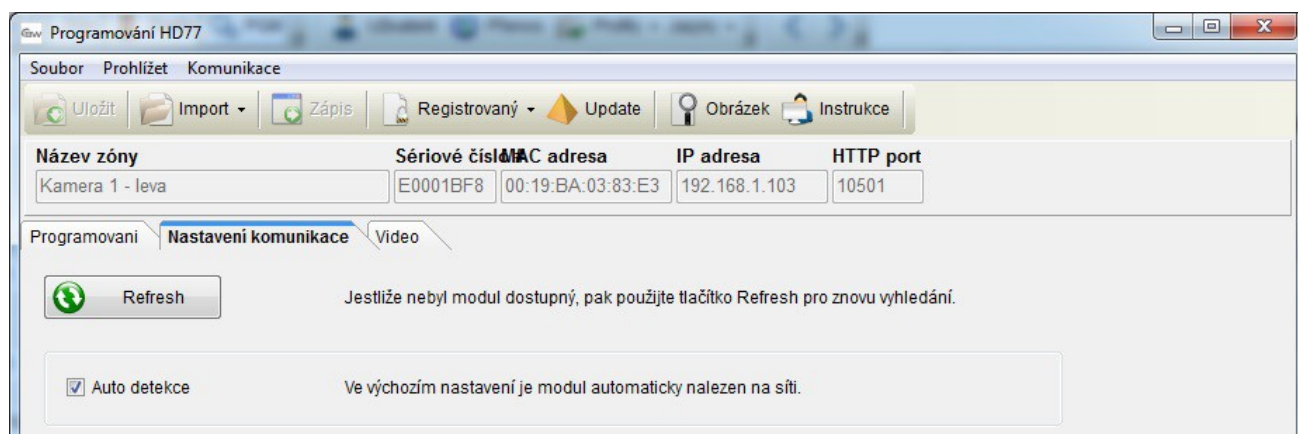 Programování HD77
Soubor Prohlížet Komunikace
Uložit Import Zápis Registrovaný Update Obrázek Instrukce
Název zóny Sériové číslo# MAC adresa IP adresa HTTP port
Kamera 1 - leva E0001BF8 00:19:BA:03:83:E3 192.168.1.103 10501
Programovani Nastavení komunikace Video
Refresh Jestliže nebyl modul dostupný, pak použijte tlačítko Refresh pro znovu vyhledání.
Auto detekce Ve výchozím nastavení je modul automaticky nalezen na síti.